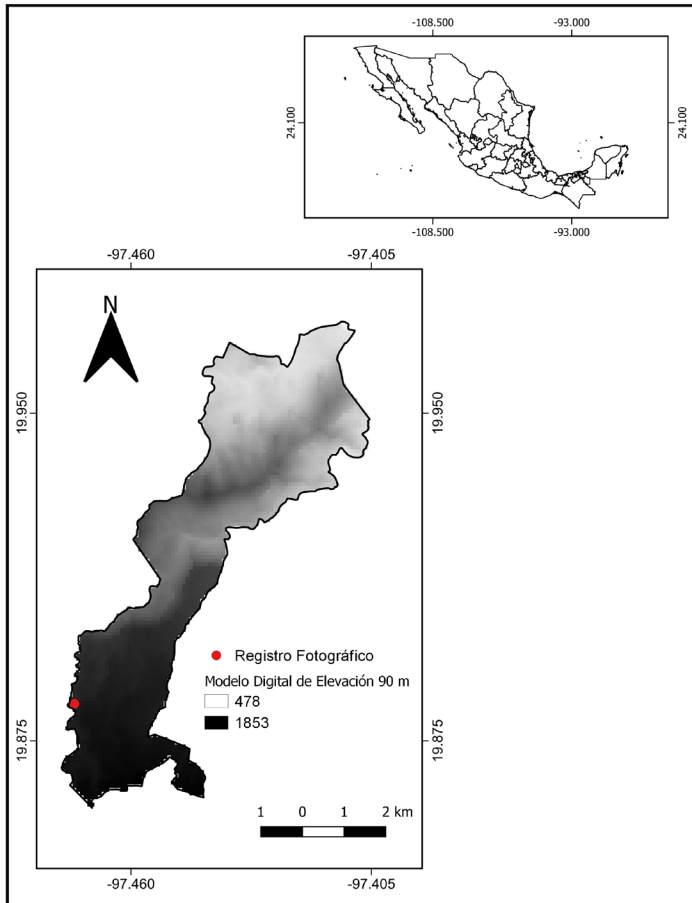 -108.500 -93.000
24.100 24.100
-108.500 -93.000
-97.460 -97.405
N
19.950 19.950
Registro Fotográfico
Modelo Digital de Elevación 90 m
478
1853
19.875 19.875
1 0 1 2 km
-97.460 -97.405